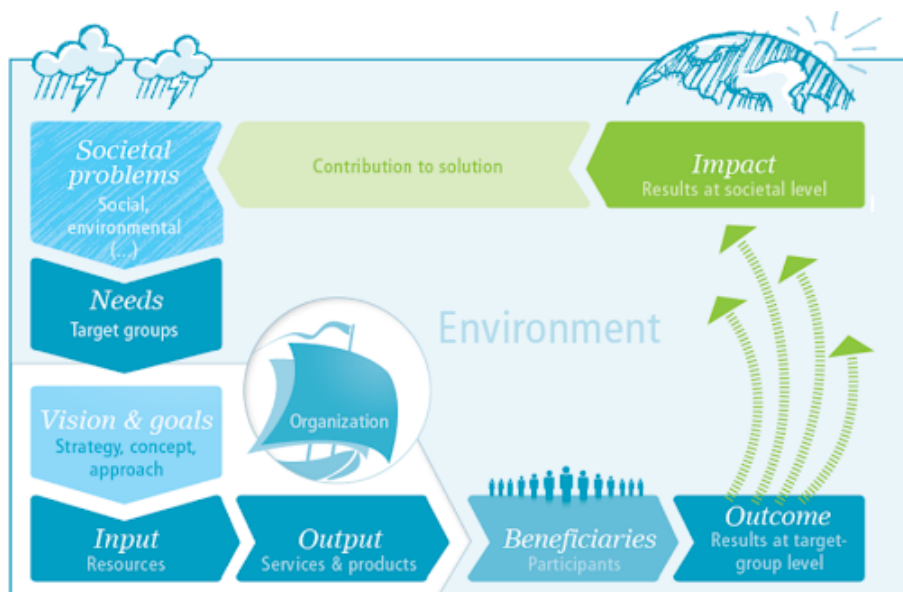 Societal
problems
Social,
environmental
(...)
Contribution to solution
Impact
Results at societal level
Needs
Target groups
Environment
Organization
Vision & goals
Strategy, concept,
approach
Input
Resources
Output
Services & products
Beneficiaries
Participants
Outcome
Results at target-
group level